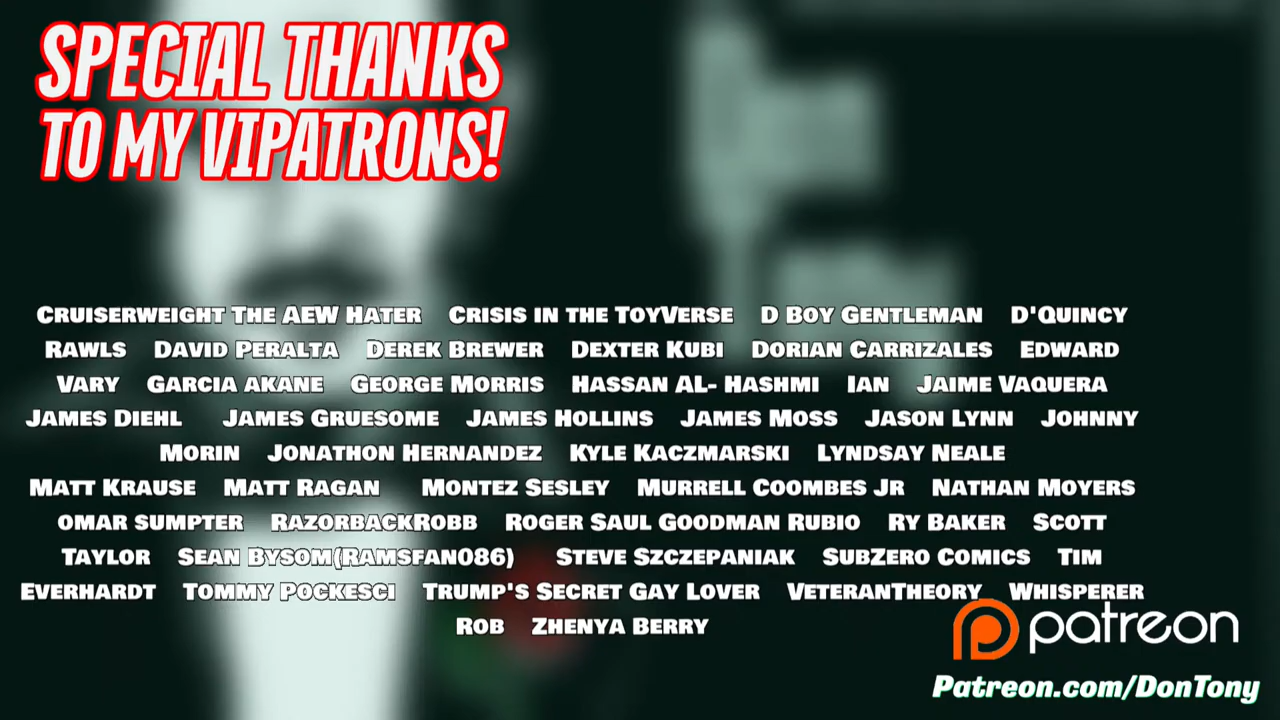 SPECIAL THANKS
TO MY VIPATRONS!
Cruiserweight The AEW Hater Crisis in the ToyVerse D Boy Gentleman D'Quincy
Rawls David Peralta Derek Brewer Dexter Kubi Dorian Carrizales Edward
Vary Garcia akane George Morris Hassan AL- Hashmi Ian Jaime Vaquera
James Diehl James Gruesome James Hollins James Moss Jason Lynn Johnny
Morin Jonathon Hernandez Kyle Kaczmarski Lyndsay Neale
Matt Krause Matt Ragan Montez Sesley Murrell Coombes Jr Nathan Moyers
omar sumpter RazorbackRobb Roger Saul Goodman Rubio Ry Baker Scott
Taylor Sean Bysom(Ramsfan086) Steve Szczepaniak SubZero Comics Tim
Everhardt Tommy Pockesci Trump's Secret Gay Lover VeteranTheory Whisperer
Rob Zhenya Berry
patreon
Patreon.com/DonTony